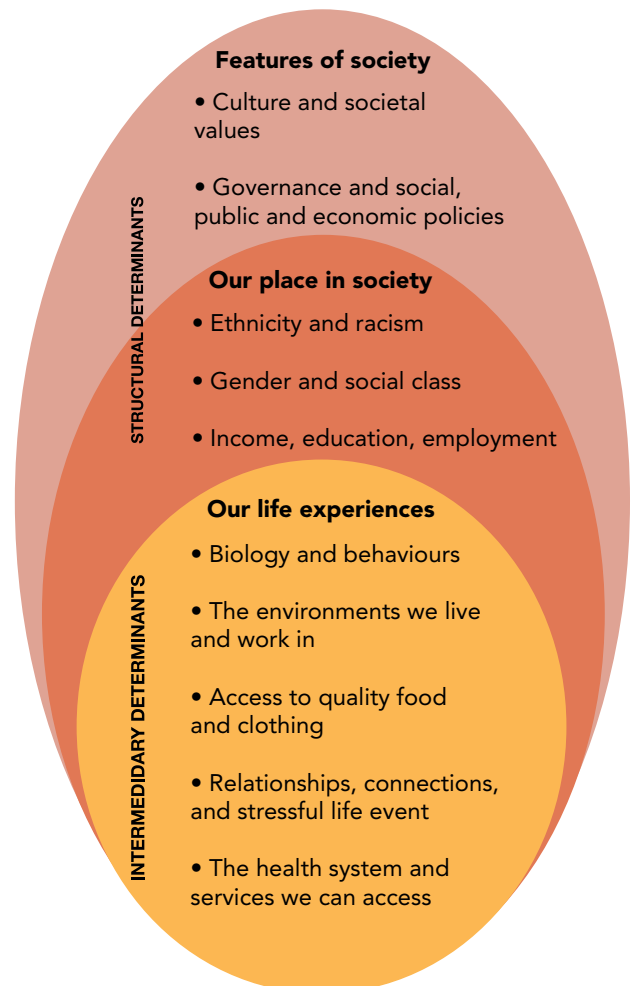 Features of society
• Culture and societal
values
• Governance and social,
public and economic policies
STRUCTURAL DETERMINANTS
Our place in society
• Ethnicity and racism
• Gender and social class
• Income, education, employment
Our life experiences
• Biology and behaviours
• The environments we live
and work in
INTERMEDIDARY DETERMINANTS
• Access to quality food
and clothing
• Relationships, connections,
and stressful life event
• The health system and
services we can access